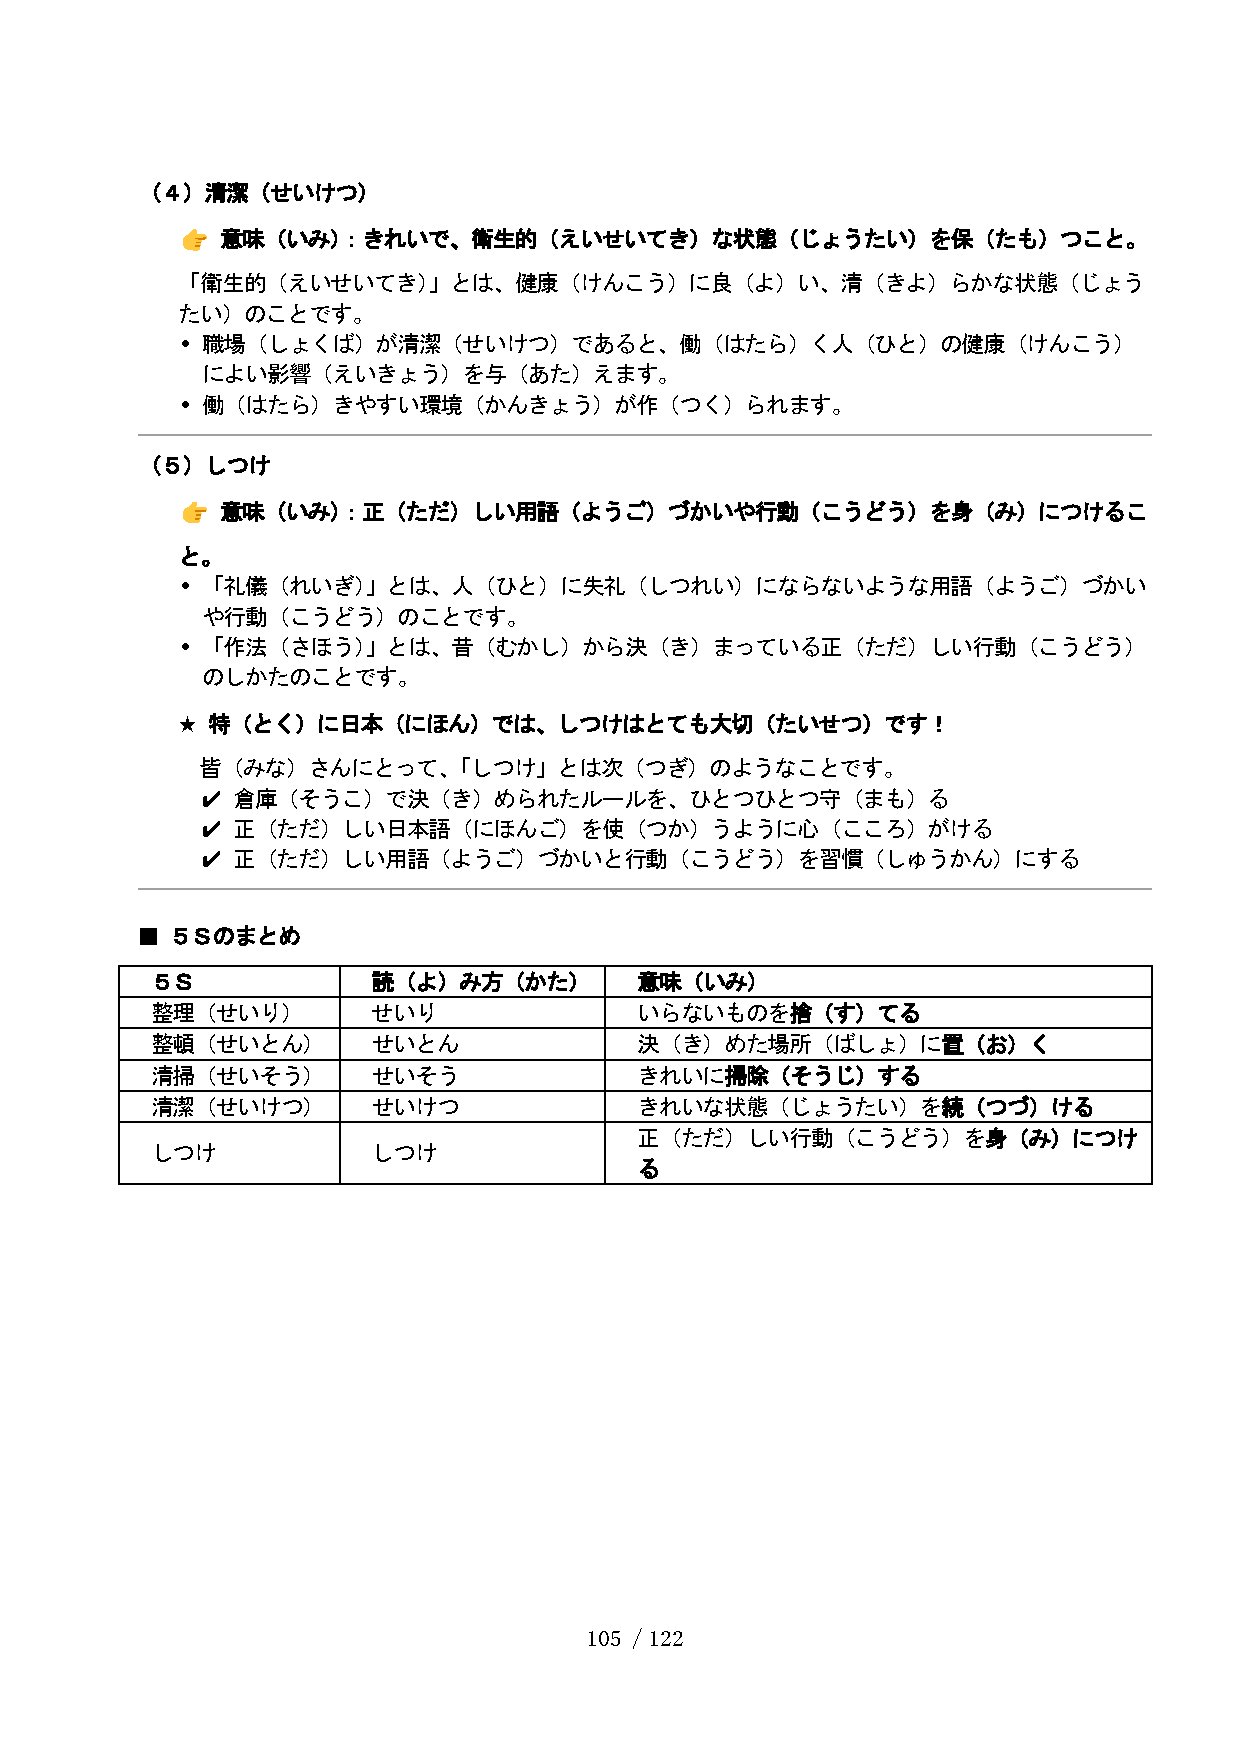 （４）清潔（せいけつ）
👉 意味（いみ）：きれいで、衛生的（えいせいてき）な状態（じょうたい）を保（たも）つこと。
「衛生的（えいせいてき）」とは、健康（けんこう）に良（よ）い、清（きよ）らかな状態（じょう
たい）のことです。
• 職場（しょくば）が清潔（せいけつ）であると、働（はたら）く人（ひと）の健康（けんこう）
によい影響（えいきょう）を与（あた）えます。
• 働（はたら）きやすい環境（かんきょう）が作（つく）られます。
（５）しつけ
👉 意味（いみ）：正（ただ）しい用語（ようご）づかいや行動（こうどう）を身（み）につけるこ
と。
• 「礼儀（れいぎ）」とは、人（ひと）に失礼（しつれい）にならないような用語（ようご）づかい
や行動（こうどう）のことです。
• 「作法（さほう）」とは、昔（むかし）から決（き）まっている正（ただ）しい行動（こうどう）
のしかたのことです。
★ 特（とく）に日本（にほん）では、しつけはとても大切（たいせつ）です！
皆（みな）さんにとって、「しつけ」とは次（つぎ）のようなことです。
✔ 倉庫（そうこ）で決（き）められたルールを、ひとつひとつ守（まも）る
✔ 正（ただ）しい日本語（にほんご）を使（つか）うように心（こころ）がける
✔ 正（ただ）しい用語（ようご）づかいと行動（こうどう）を習慣（しゅうかん）にする
■ ５Ｓのまとめ
５Ｓ 読（よ）み方（かた） 意味（いみ）
整理（せいり） せいり いらないものを捨（す）てる
整頓（せいとん） せいとん 決（き）めた場所（ばしょ）に置（お）く
清掃（せいそう） せいそう きれいに掃除（そうじ）する
清潔（せいけつ） せいけつ きれいな状態（じょうたい）を続（つづ）ける
しつけ しつけ 正（ただ）しい行動（こうどう）を身（み）につけ
る
105 / 122